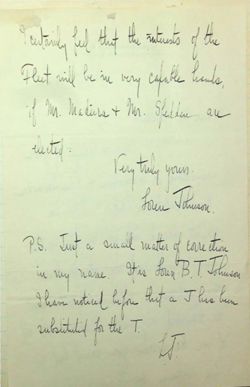 I certainly feel that the interests of the
Fleet will be in very capable hands,
if Mr. Madeira & Mr. Spedden are
elected.
Very truly yours.
Loren Johnson.
P.S. Just a small matter of correction
in my name. It is Loren B. T. Johnson
I have noticed before that a J has been
substituted for the T.
LJ